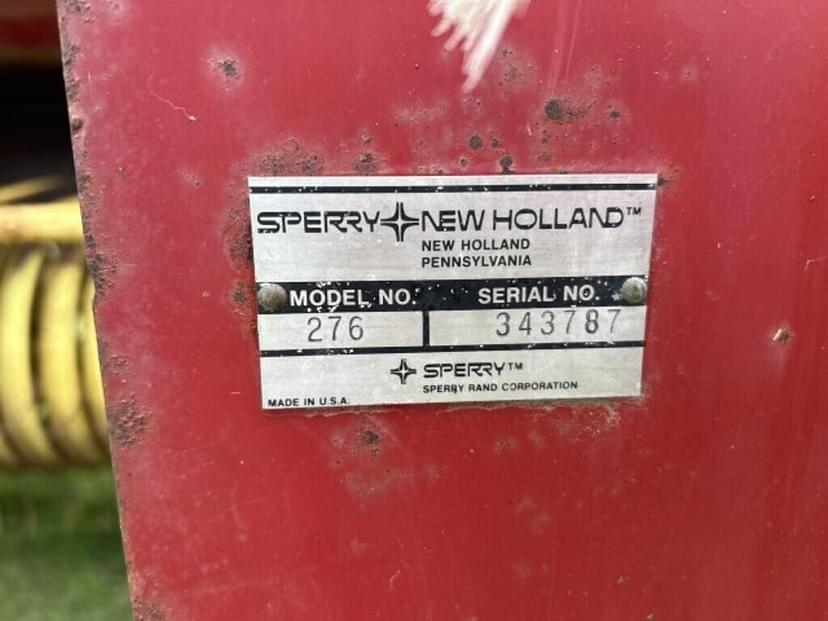 SPERRY NEW HOLLAND™
NEW HOLLAND
PENNSYLVANIA
MODEL NO. SERIAL NO.
276 343787
SPERRY™
SPERRY RAND CORPORATION
MADE IN U.S.A.